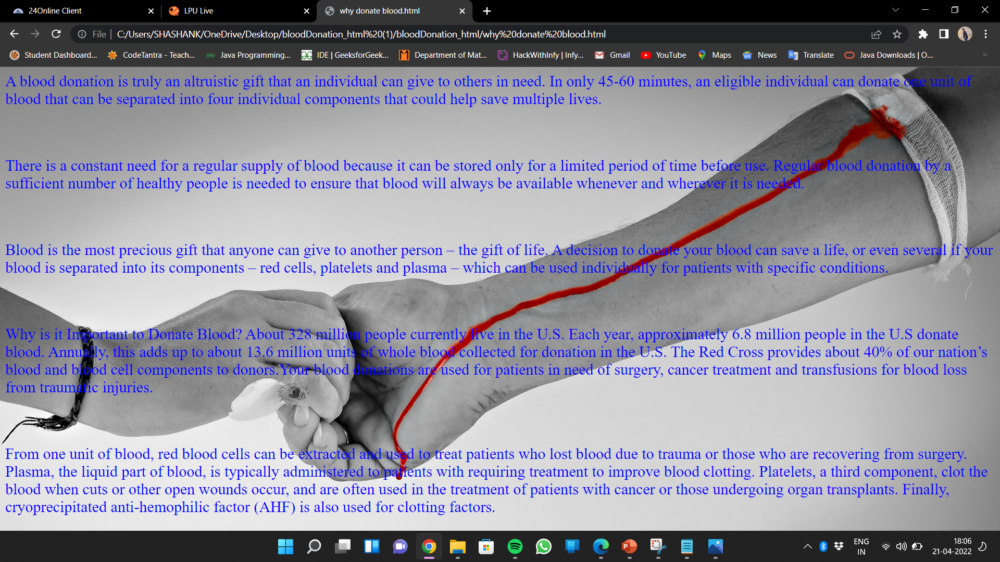 24Online Client
LPU Live
why donate blood.html
File
C:/Users/SHASHANK/OneDrive/Desktop/bloodDonation_html%20(1)/bloodDonation_html/why%20donate%20blood.html
Student Dashboard...
CodeTantra - Teach...
Java Programming...
IDE | GeeksforGeek...
Department of Mat...
HackWithInfy | Infy...
Gmail
YouTube
Maps
News
Translate
Java Downloads | O...
A blood donation is truly an altruistic gift that an individual can give to others in need. In only 45-60 minutes, an eligible individual can donate one unit of
blood that can be separated into four individual components that could help save multiple lives.
There is a constant need for a regular supply of blood because it can be stored only for a limited period of time before use. Regular blood donation by a
sufficient number of healthy people is needed to ensure that blood will always be available whenever and wherever it is needed.
Blood is the most precious gift that anyone can give to another person – the gift of life. A decision to donate your blood can save a life, or even several if your
blood is separated into its components – red cells, platelets and plasma – which can be used individually for patients with specific conditions.
Why is it Important to Donate Blood? About 328 million people currently live in the U.S. Each year, approximately 6.8 million people in the U.S donate
blood. Annually, this adds up to about 13.6 million units of whole blood collected for donation in the U.S. The Red Cross provides about 40% of our nation’s
blood and blood cell components to donors.Your blood donations are used for patients in need of surgery, cancer treatment and transfusions for blood loss
from traumatic injuries.
From one unit of blood, red blood cells can be extracted and used to treat patients who lost blood due to trauma or those who are recovering from surgery.
Plasma, the liquid part of blood, is typically administered to patients with requiring treatment to improve blood clotting. Platelets, a third component, clot the
blood when cuts or other open wounds occur, and are often used in the treatment of patients with cancer or those undergoing organ transplants. Finally,
cryoprecipitated anti-hemophilic factor (AHF) is also used for clotting factors.
ENG
IN
18:06
21-04-2022